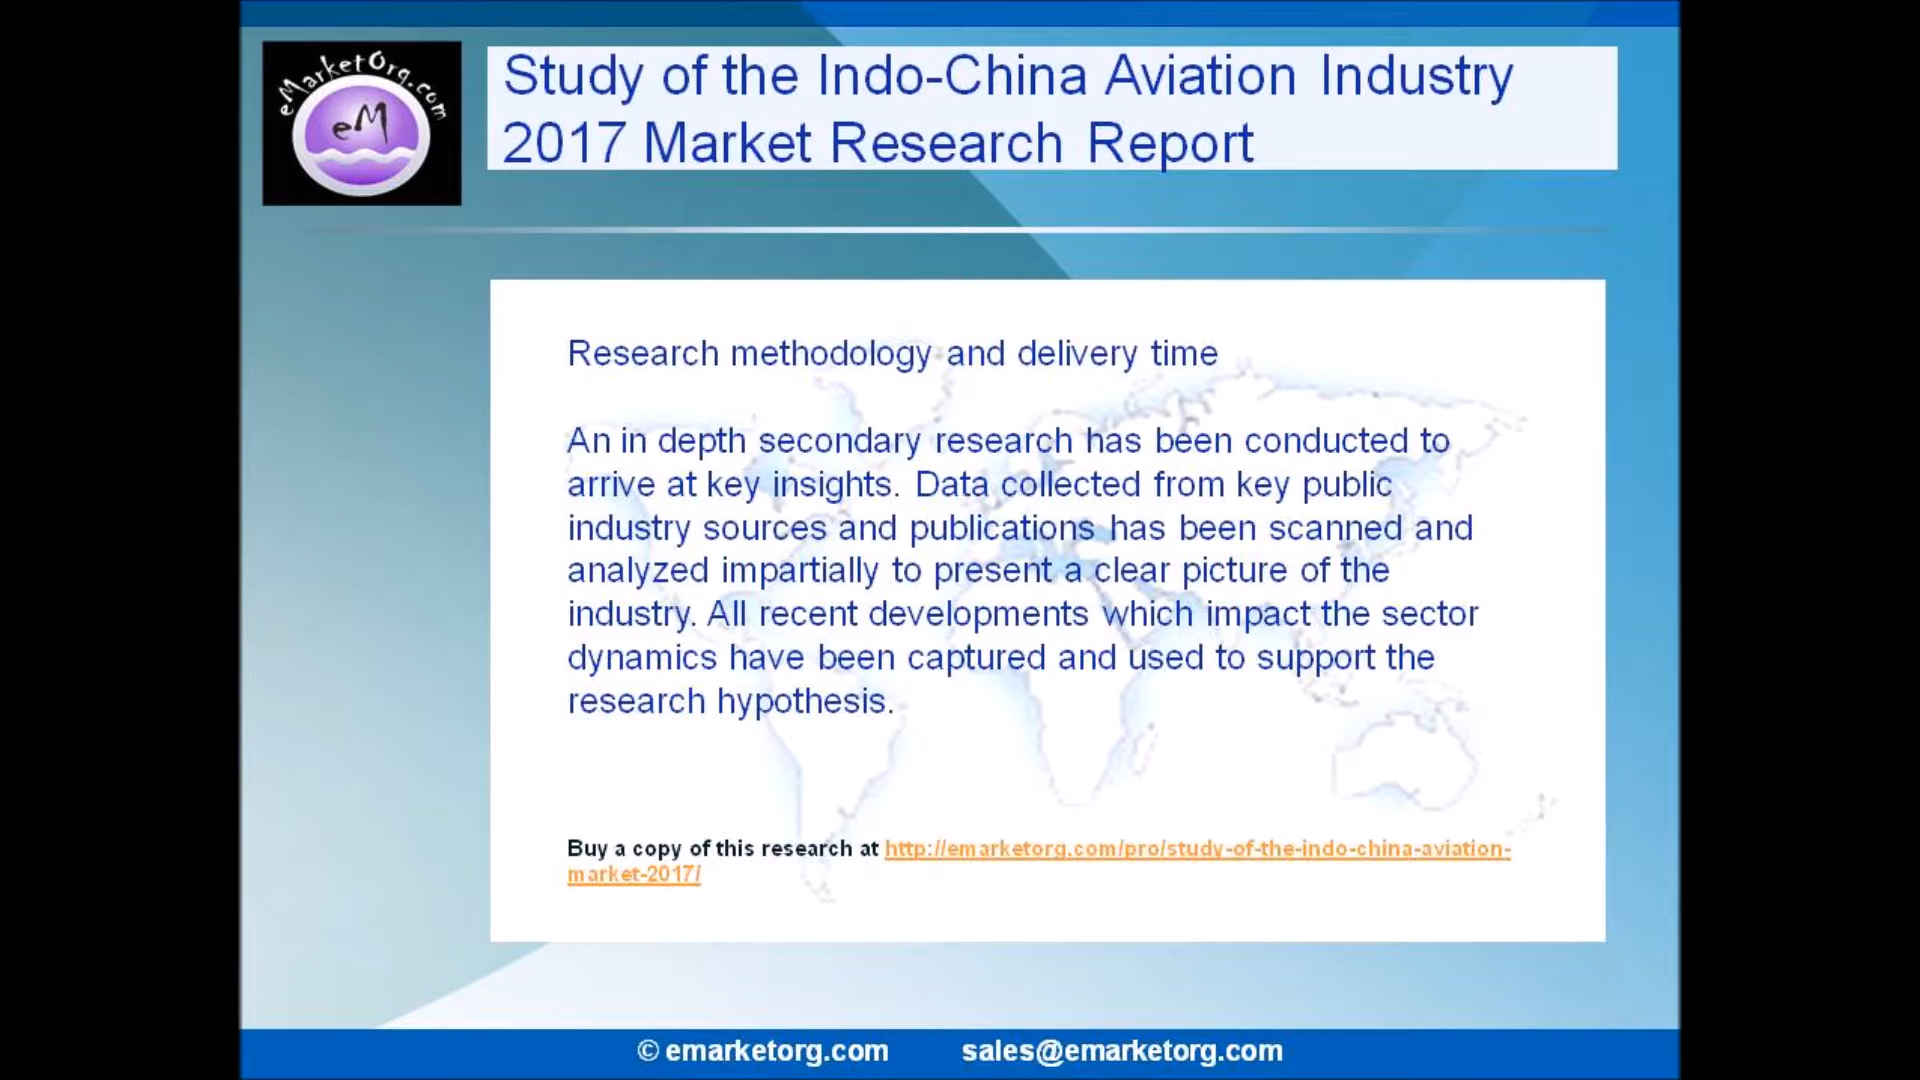 eMarketOrg.com
eM
Study of the Indo-China Aviation Industry
2017 Market Research Report
Research methodology and delivery time
An in depth secondary research has been conducted to
arrive at key insights. Data collected from key public
industry sources and publications has been scanned and
analyzed impartially to present a clear picture of the
industry. All recent developments which impact the sector
dynamics have been captured and used to support the
research hypothesis.
Buy a copy of this research at http://emarketorg.com/pro/study-of-the-indo-china-aviation-
market-2017/
© emarketorg.com sales@emarketorg.com